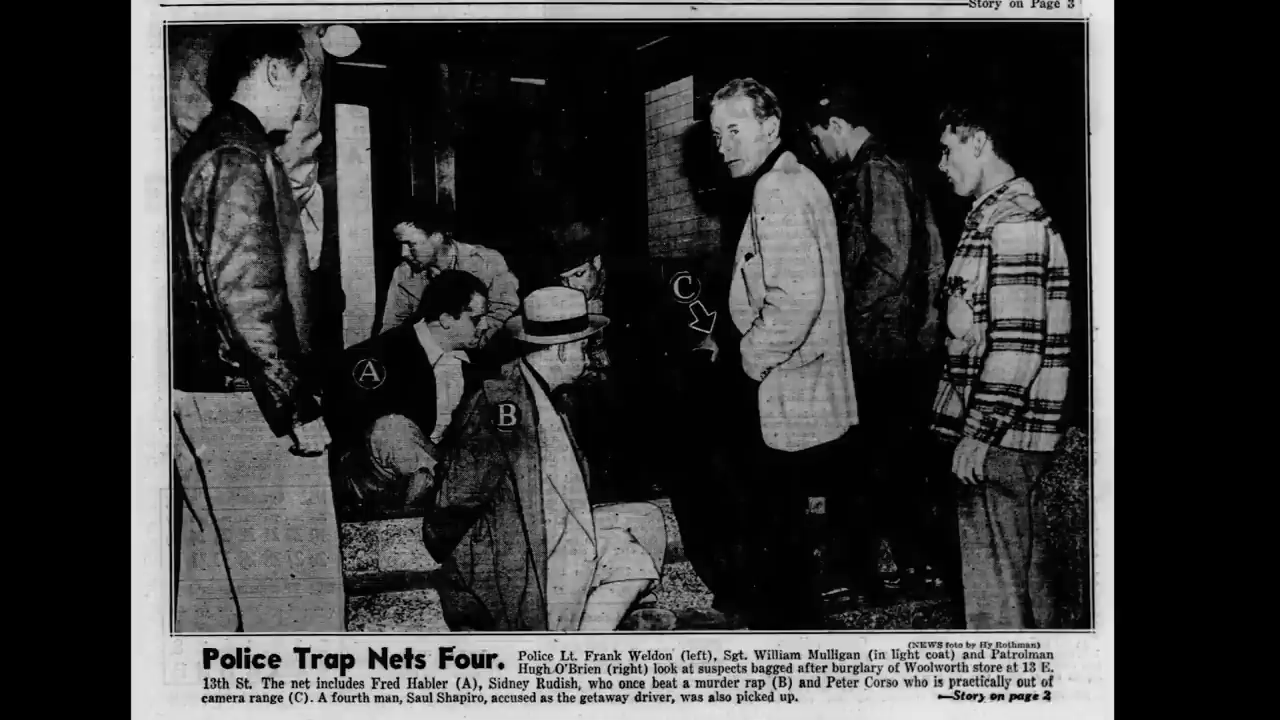 Story on Page 3
A
B
C
(NEWS foto by Hy Rothman)
Police Trap Nets Four. Police Lt. Frank Weldon (left), Sgt. William Mulligan (in light coat) and Patrolman
Hugh O'Brien (right) look at suspects bagged after burglary of Woolworth store at 13 E.
13th St. The net includes Fred Habler (A), Sidney Rudish, who once beat a murder rap (B) and Peter Corso who is practically out of
camera range (C). A fourth man, Saul Shapiro, accused as the getaway driver, was also picked up. —Story on page 2